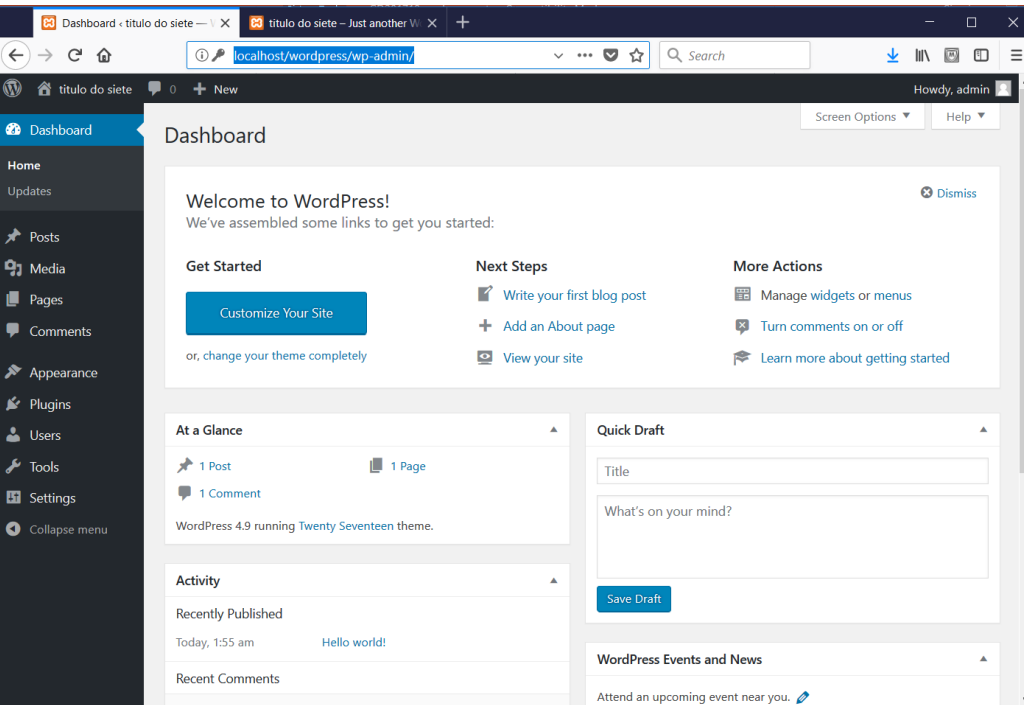 Dashboard ‹ titulo do siete —
titulo do siete – Just another W
localhost/wordpress/wp-admin/
Search
titulo do siete 0 New Howdy, admin
Screen Options Help
Dashboard
Home
Updates
Posts
Media
Pages
Comments
Appearance
Plugins
Users
Tools
Settings
Collapse menu
Dashboard
Welcome to WordPress!
Dismiss
We've assembled some links to get you started:
Get Started
Customize Your Site
or, change your theme completely
Next Steps
Write your first blog post
Add an About page
View your site
More Actions
Manage widgets or menus
Turn comments on or off
Learn more about getting started
At a Glance
1 Post 1 Page
1 Comment
WordPress 4.9 running Twenty Seventeen theme.
Activity
Recently Published
Today, 1:55 am Hello world!
Recent Comments
Quick Draft
Title
What's on your mind?
Save Draft
WordPress Events and News
Attend an upcoming event near you.